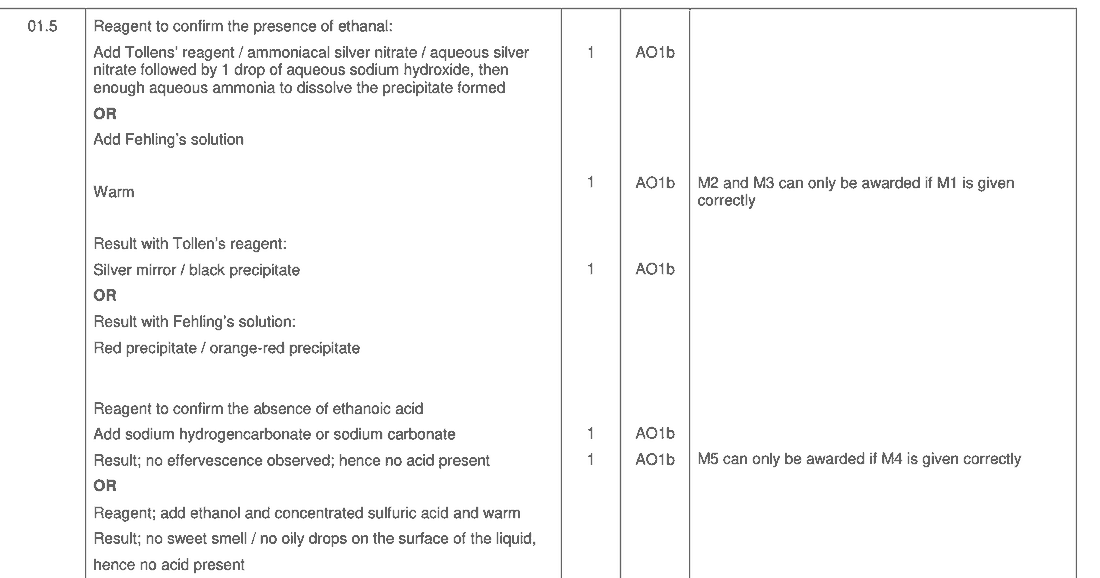 01.5
Reagent to confirm the presence of ethanal:
Add Tollens' reagent / ammoniacal silver nitrate / aqueous silver
nitrate followed by 1 drop of aqueous sodium hydroxide, then
enough aqueous ammonia to dissolve the precipitate formed
1
AO1b
OR
Add Fehling's solution
Warm
1
AO1b
M2 and M3 can only be awarded if M1 is given
correctly
Result with Tollen's reagent:
Silver mirror / black precipitate
1
AO1b
OR
Result with Fehling's solution:
Red precipitate / orange-red precipitate
Reagent to confirm the absence of ethanoic acid
Add sodium hydrogencarbonate or sodium carbonate
1
AO1b
Result; no effervescence observed; hence no acid present
1
AO1b
M5 can only be awarded if M4 is given correctly
OR
Reagent; add ethanol and concentrated sulfuric acid and warm
Result; no sweet smell / no oily drops on the surface of the liquid,
hence no acid present